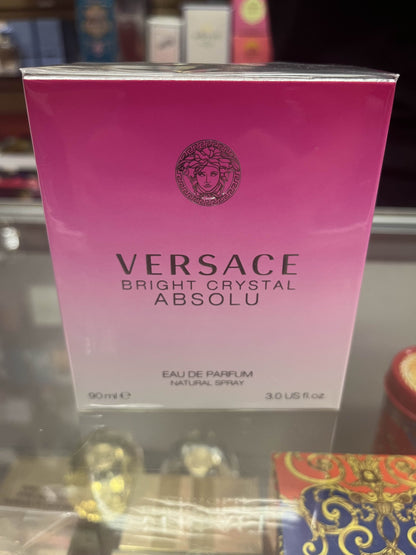 VERSACE
BRIGHT CRYSTAL
ABSOLU
EAU DE PARFUM
NATURAL SPRAY
90 ml ℮ 3.0 US fl.oz.